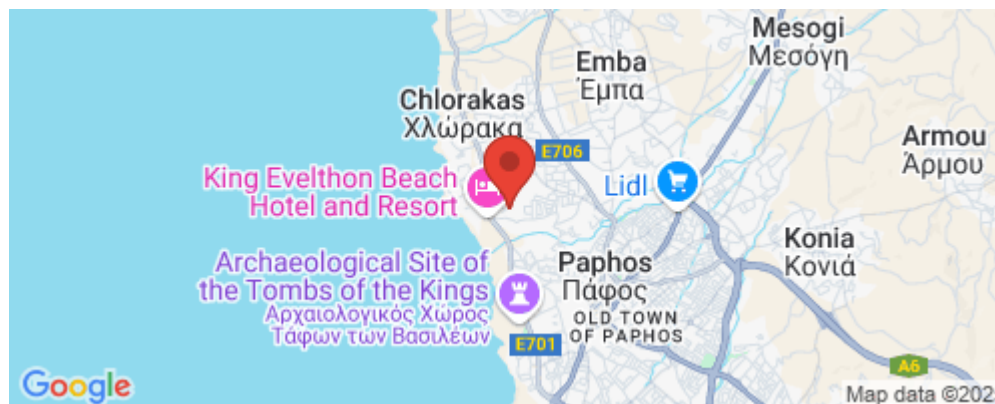 Mesogi
Μεσόγη
Emba
Έμπα
Chlorakas
Χλώρακα
Armou
Άρμου
E706
King Evelthon Beach
Hotel and Resort
Lidl
Konia
Κονιά
Archaeological Site of
the Tombs of the Kings
Αρχαιολογικός Χώρος
Τάφων των Βασιλέων
Paphos
Πάφος
OLD TOWN
OF PAPHOS
E701
A6
Google
Map data ©202